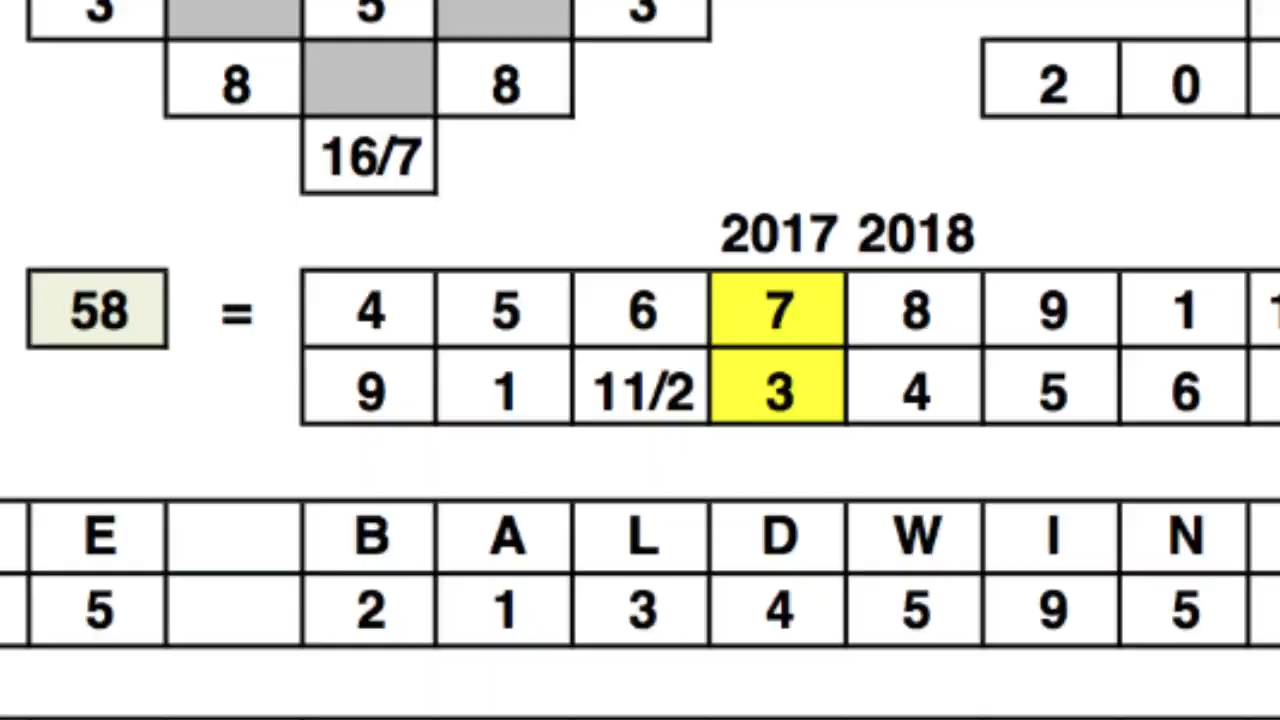 3 5 3
8 8 2 0
16/7
2017 2018
58 = 4 5 6 7 8 9 1
9 1 11/2 3 4 5 6
E B A L D W I N
5 2 1 3 4 5 9 5